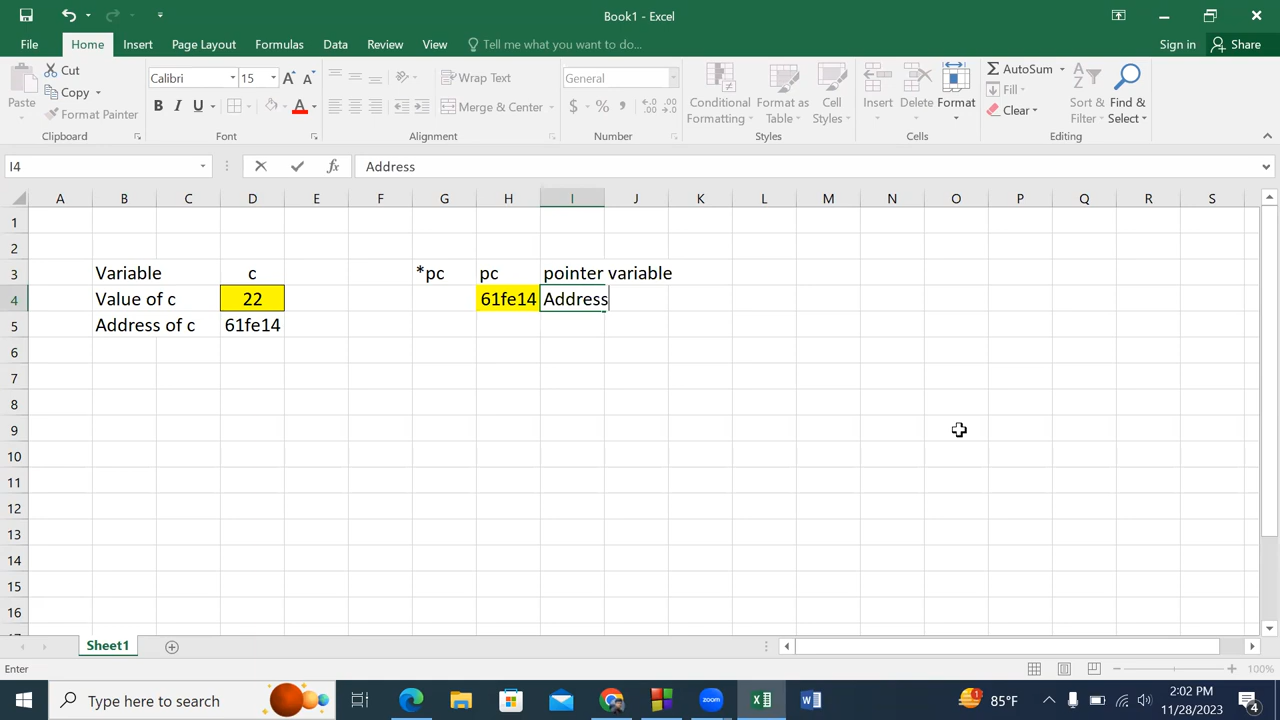 Book1 - Excel
File Home Insert Page Layout Formulas Data Review View Tell me what you want to do... Sign in Share
Paste Cut Copy Format Painter Clipboard
Calibri 15 A A B I U A Font
Wrap Text Merge & Center Alignment
General $ % , Number
Conditional Formatting Format as Table Cell Styles Styles
Insert Delete Format Cells
AutoSum Fill Clear Sort & Filter Find & Select Editing
I4 fx Address
A B C D E F G H I J K L M N O P Q R S
1
2
3 Variable c *pc pc pointer variable
4 Value of c 22 61fe14 Address
5 Address of c 61fe14
6
7
8
9
10
11
12
13
14
15
16
Sheet1
Enter 100%
Type here to search 1 85°F 2:02 PM 4
11/28/2023